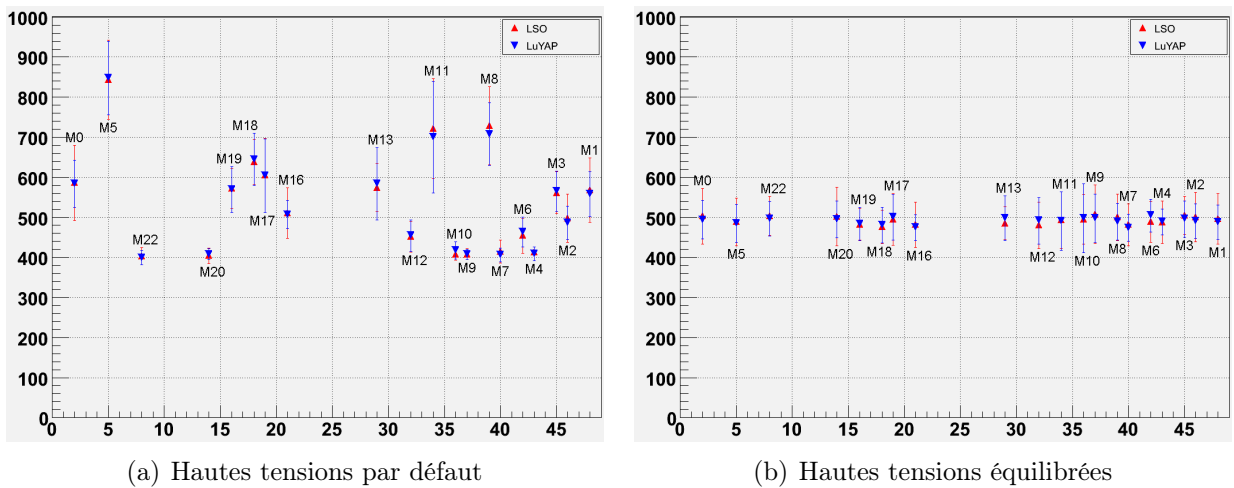 1000
900
800
700
600
500
400
300
200
100
0
0 5 10 15 20 25 30 35 40 45
LSO
LuYAP
M0
M5
M22
M20
M19
M18
M17
M16
M13
M12
M11
M10
M9
M8
M7
M6
M4
M3
M2
M1
(a) Hautes tensions par défaut
1000
900
800
700
600
500
400
300
200
100
0
0 5 10 15 20 25 30 35 40 45
LSO
LuYAP
M0
M5
M22
M20
M19
M18
M17
M16
M13
M12
M11
M10
M9
M8
M7
M6
M4
M3
M2
M1
(b) Hautes tensions équilibrées